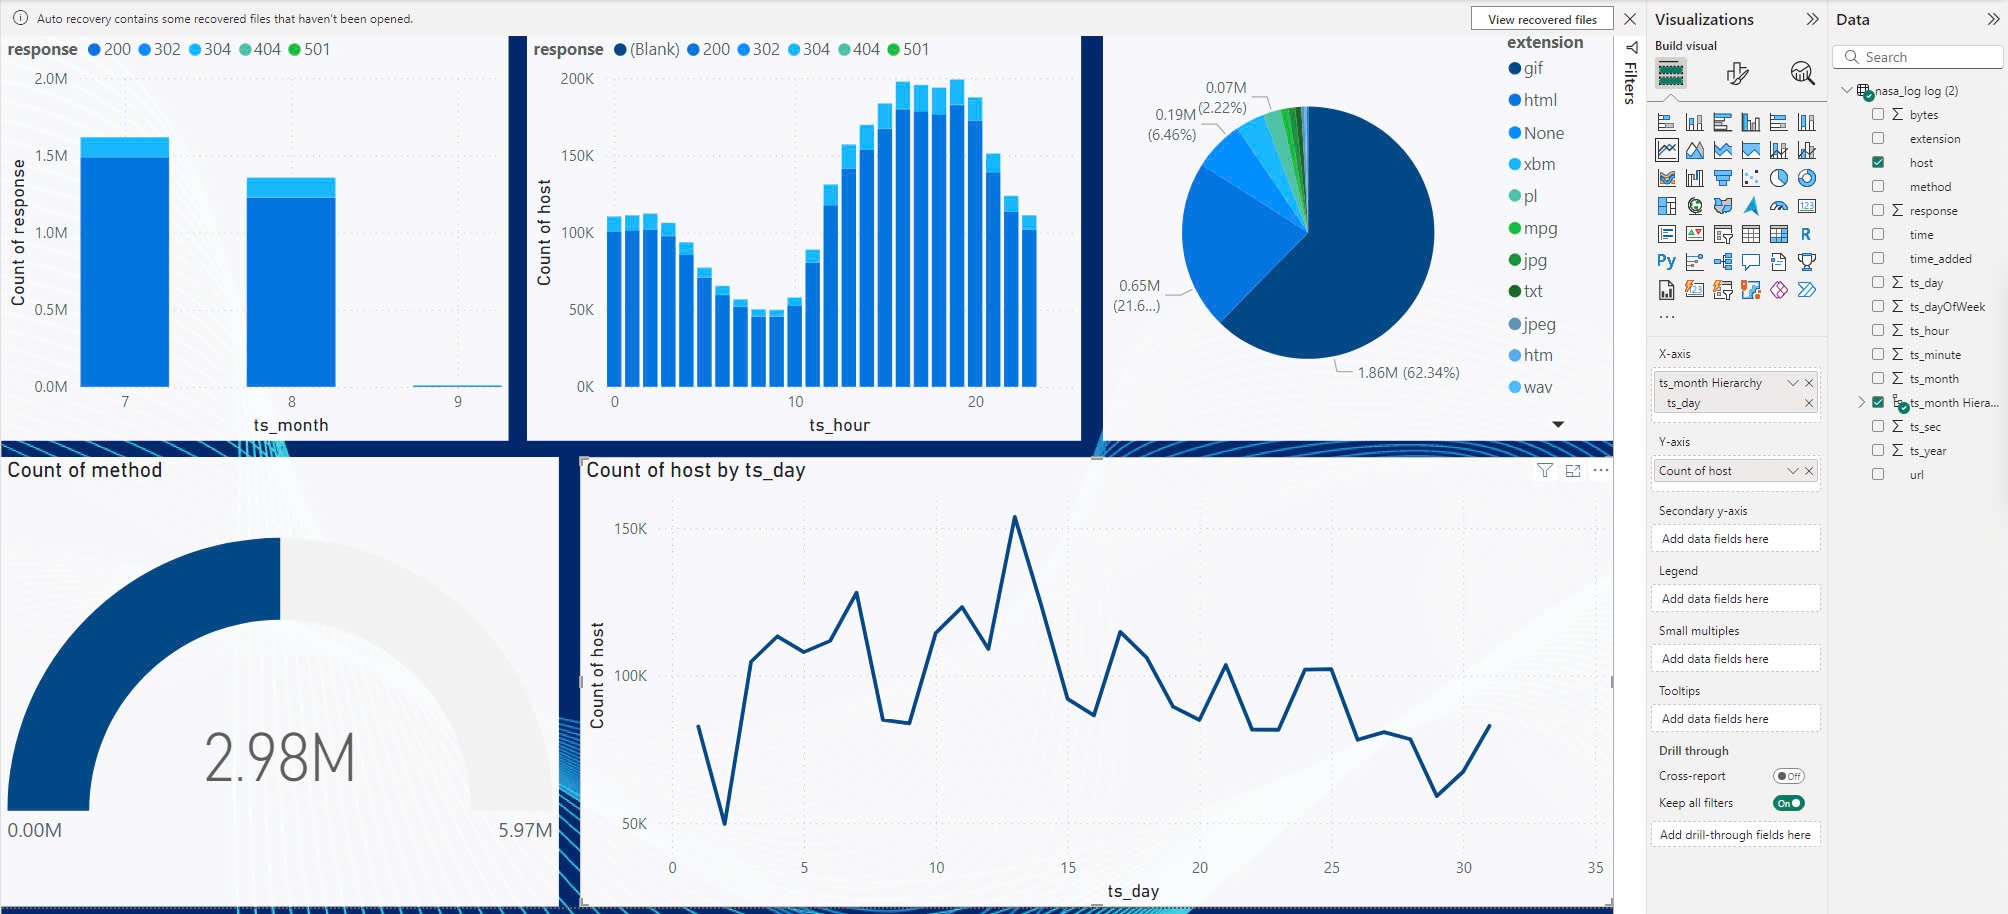 Auto recovery contains some recovered files that haven't been opened.
View recovered files
response 200 302 304 404 501
2.0M
1.5M
1.0M
0.5M
0.0M
Count of response
7 8 9
ts_month
response (Blank) 200 302 304 404 501
200K
150K
100K
50K
0K
Count of host
0 10 20
ts_hour
0.07M
(2.22%)
0.19M
(6.46%)
0.65M
(21.6...)
1.86M (62.34%)
extension
gif
html
None
xbm
pl
mpg
jpg
txt
jpeg
htm
wav
Count of method
2.98M
0.00M 5.97M
Count of host by ts_day
150K
100K
50K
Count of host
0 5 10 15 20 25 30 35
ts_day
Filters
Visualizations
Build visual
123
R
Py
123
...
X-axis
ts_month Hierarchy
ts_day
Y-axis
Count of host
Secondary y-axis
Add data fields here
Legend
Add data fields here
Small multiples
Add data fields here
Tooltips
Add data fields here
Drill through
Cross-report Off
Keep all filters On
Add drill-through fields here
Data
Search
nasa_log log (2)
bytes
extension
host
method
response
time
time_added
ts_day
ts_dayOfWeek
ts_hour
ts_minute
ts_month
ts_month Hiera...
ts_sec
ts_year
url